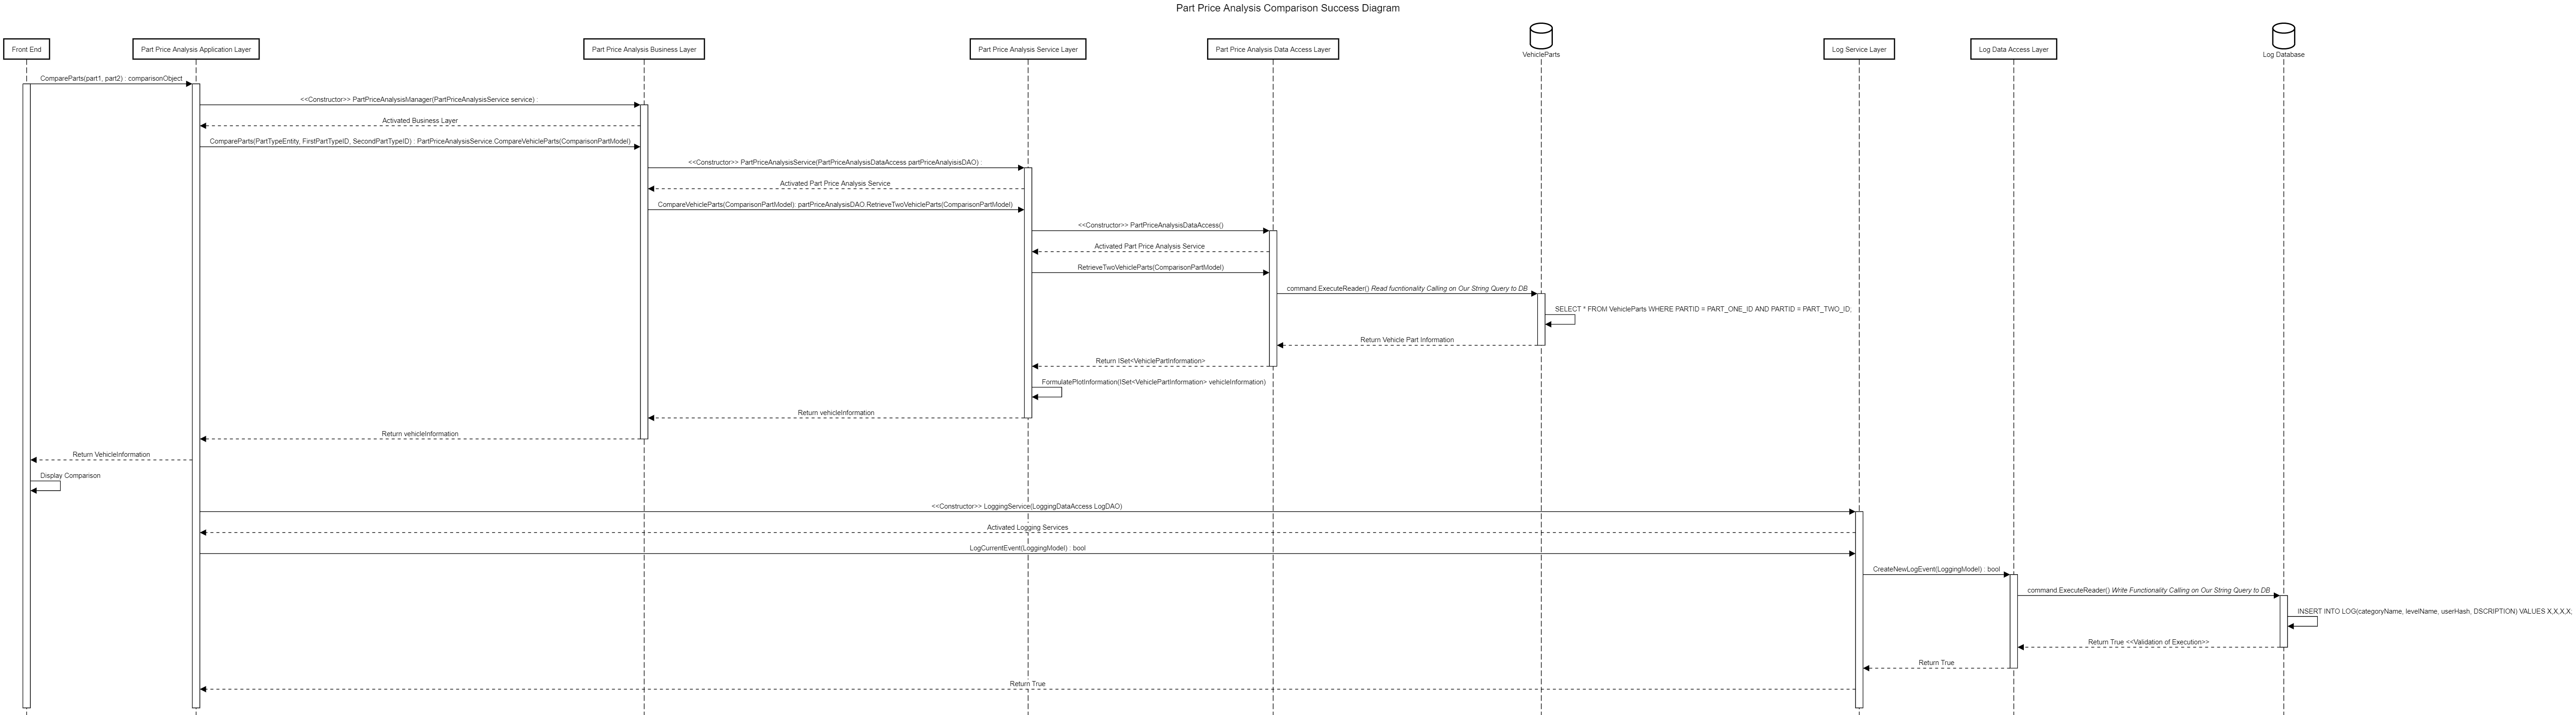 Part Price Analysis Comparison Success Diagram
Front End
Part Price Analysis Application Layer
Part Price Analysis Business Layer
Part Price Analysis Service Layer
Part Price Analysis Data Access Layer
VehicleParts
Log Service Layer
Log Data Access Layer
Log Database
CompareParts(part1, part2) : comparisonObject
<<Constructor>> PartPriceAnalysisManager(PartPriceAnalysisService service) :
Activated Business Layer
CompareParts(PartTypeEntity, FirstPartTypeID, SecondPartTypeID) : PartPriceAnalysisService.CompareVehicleParts(ComparisonPartModel)
<<Constructor>> PartPriceAnalysisService(PartPriceAnalysisDataAccess partPriceAnalyisisDAO) :
Activated Part Price Analysis Service
CompareVehicleParts(ComparisonPartModel): partPriceAnalysisDAO.RetrieveTwoVehicleParts(ComparisonPartModel)
<<Constructor>> PartPriceAnalysisDataAccess()
Activated Part Price Analysis Service
RetrieveTwoVehicleParts(ComparisonPartModel)
command.ExecuteReader() Read fucntionality Calling on Our String Query to DB
SELECT * FROM VehicleParts WHERE PARTID = PART_ONE_ID AND PARTID = PART_TWO_ID;
Return Vehicle Part Information
Return ISet<VehiclePartInformation>
FormulatePlotInformation(ISet<VehiclePartInformation> vehicleInformation)
Return vehicleInformation
Return vehicleInformation
Return VehicleInformation
Display Comparison
<<Constructor>> LoggingService(LoggingDataAccess LogDAO)
Activated Logging Services
LogCurrentEvent(LoggingModel) : bool
CreateNewLogEvent(LoggingModel) : bool
command.ExecuteReader() Write Functionality Calling on Our String Query to DB
INSERT INTO LOG(categoryName, levelName, userHash, DSCRIPTION) VALUES X,X,X,X;
Return True <<Validation of Execution>>
Return True
Return True